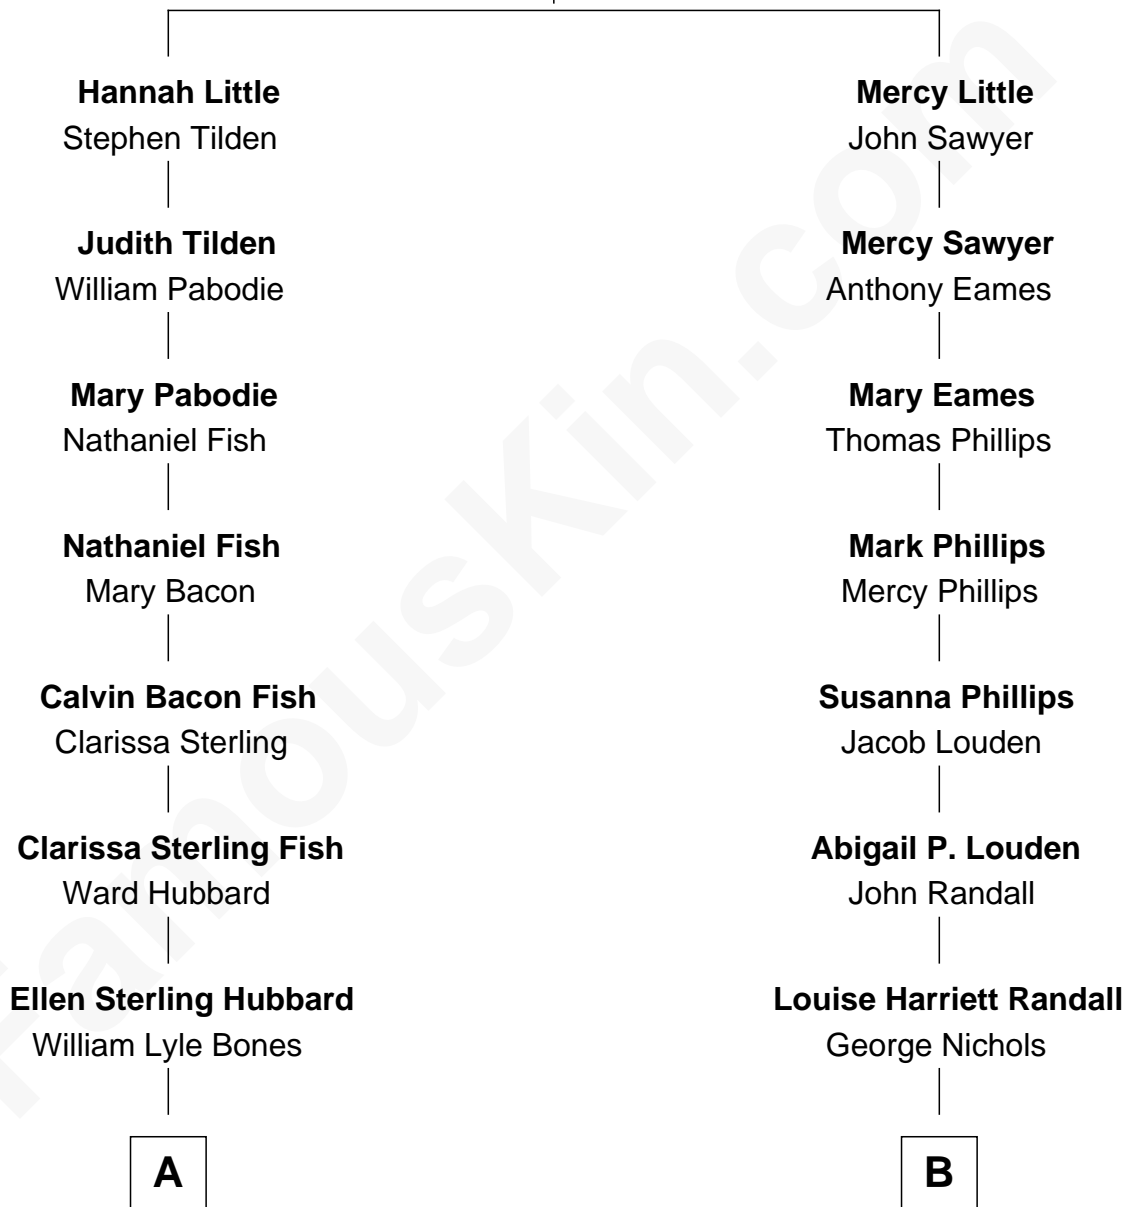 Hannah Little
Stephen Tilden
Judith Tilden
William Pabodie
Mary Pabodie
Nathaniel Fish
Nathaniel Fish
Mary Bacon
Calvin Bacon Fish
Clarissa Sterling
Clarissa Sterling Fish
Ward Hubbard
Ellen Sterling Hubbard
William Lyle Bones
A
Mercy Little
John Sawyer
Mercy Sawyer
Anthony Eames
Mary Eames
Thomas Phillips
Mark Phillips
Mercy Phillips
Susanna Phillips
Jacob Louden
Abigail P. Louden
John Randall
Louise Harriett Randall
George Nichols
B
FamousKin.com